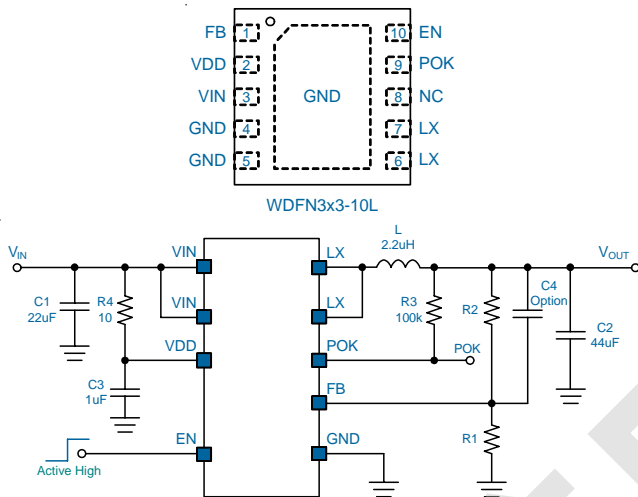 FB 1 10 EN
VDD 2 9 POK
VIN 3 GND 8 NC
GND 4 7 LX
GND 5 6 LX
WDFN3x3-10L
L
2.2uH
VIN VIN LX VOUT
C1
22uF
R4
10
VIN LX
R3
100k
R2
C4
Option
C2
44uF
VDD POK POK
C3
1uF
FB
R1
EN GND
Active High